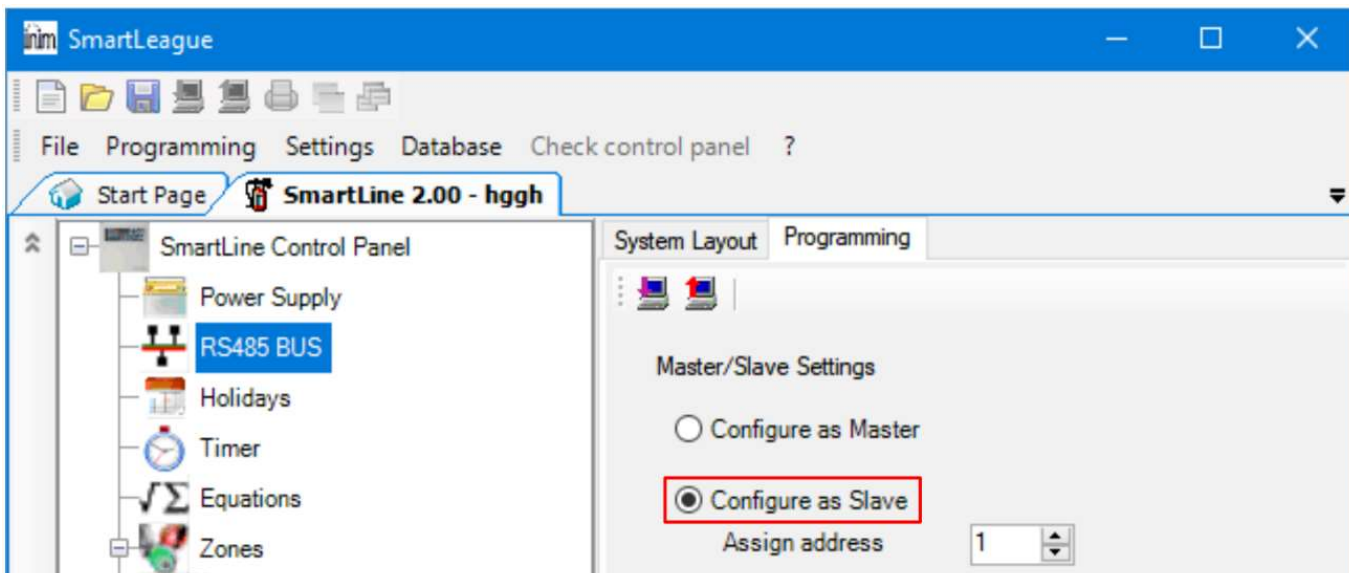 inim SmartLeague
File Programming Settings Database Check control panel ?
Start Page SmartLine 2.00 - hggh
SmartLine Control Panel
Power Supply
RS485 BUS
Holidays
Timer
√Σ Equations
Zones
System Layout Programming
Master/Slave Settings
Configure as Master
Configure as Slave
Assign address 1